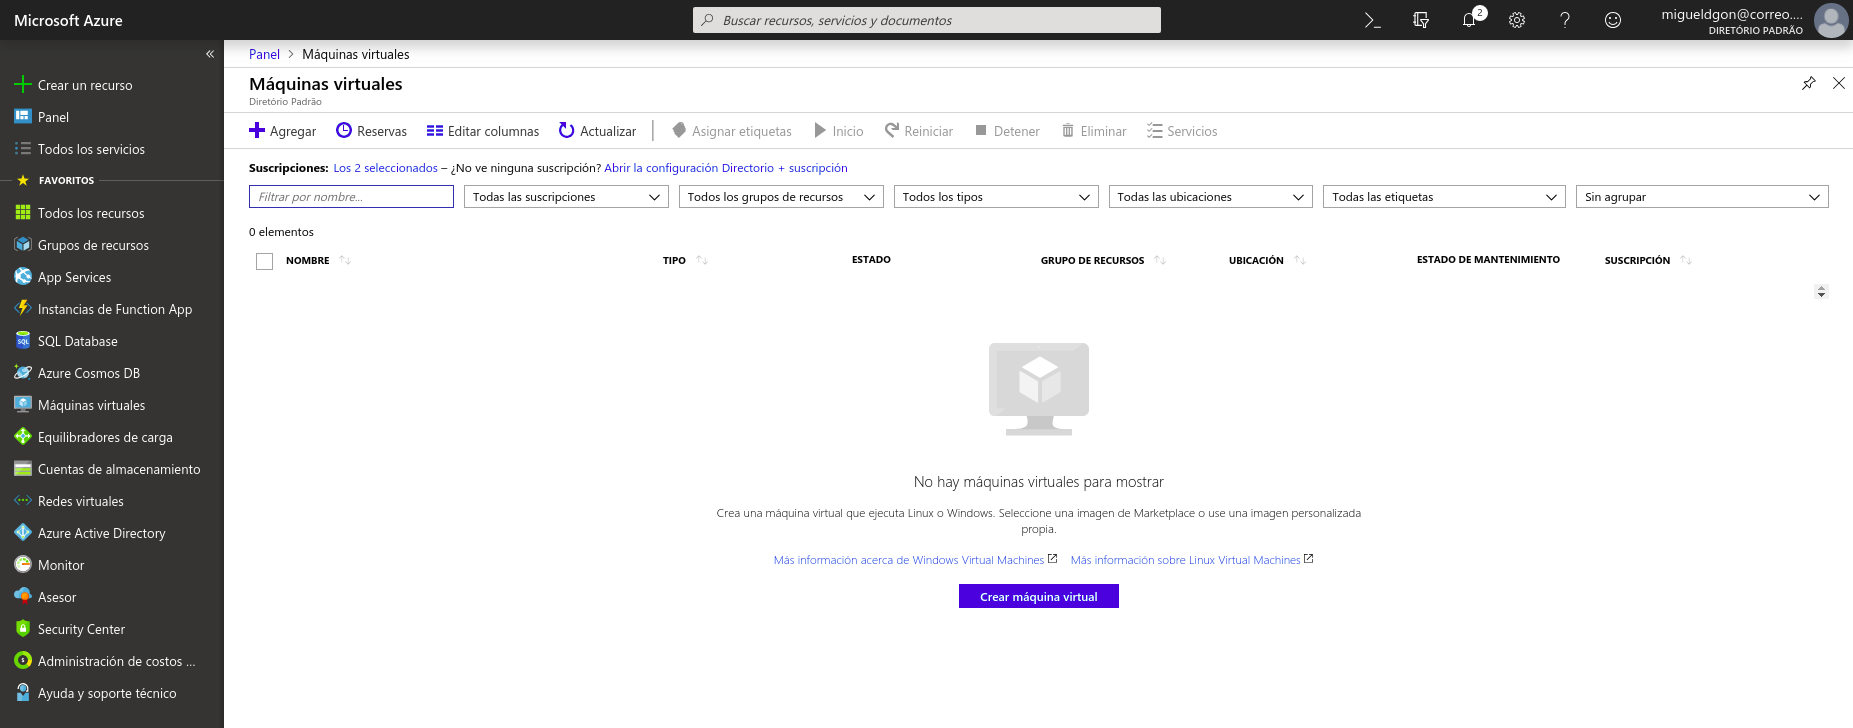 Microsoft Azure
Buscar recursos, servicios y documentos
2
migueldgon@correo....
DIRETÓRIO PADRÃO
«
Crear un recurso
Panel
Todos los servicios
FAVORITOS
Todos los recursos
Grupos de recursos
App Services
Instancias de Function App
SQL Database
Azure Cosmos DB
Máquinas virtuales
Equilibradores de carga
Cuentas de almacenamiento
Redes virtuales
Azure Active Directory
Monitor
Asesor
Security Center
Administración de costos ...
Ayuda y soporte técnico
Panel > Máquinas virtuales
Máquinas virtuales
Diretório Padrão
Agregar Reservas Editar columnas Actualizar Asignar etiquetas Inicio Reiniciar Detener Eliminar Servicios
Suscripciones: Los 2 seleccionados – ¿No ve ninguna suscripción? Abrir la configuración Directorio + suscripción
Filtrar por nombre... Todas las suscripciones Todos los grupos de recursos Todos los tipos Todas las ubicaciones Todas las etiquetas Sin agrupar
0 elementos
NOMBRE TIPO ESTADO GRUPO DE RECURSOS UBICACIÓN ESTADO DE MANTENIMIENTO SUSCRIPCIÓN
No hay máquinas virtuales para mostrar
Crea una máquina virtual que ejecuta Linux o Windows. Seleccione una imagen de Marketplace o use una imagen personalizada
propia.
Más información acerca de Windows Virtual Machines Más información sobre Linux Virtual Machines
Crear máquina virtual